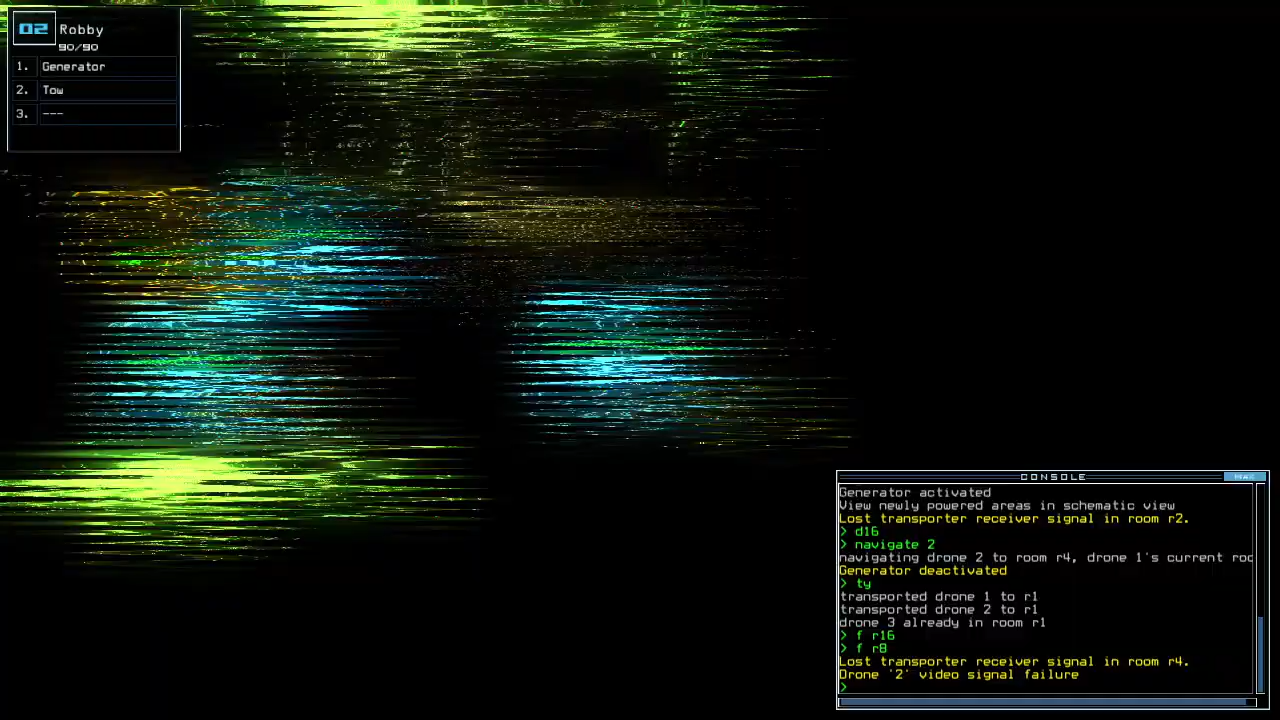 02 Robby
90/90
1. Generator
2. Tow
3. ---
CONSOLE
Generator activated
View newly powered areas in schematic view
Lost transporter receiver signal in room r2.
> d16
> navigate 2
navigating drone 2 to room r4, drone 1's current roo
Generator deactivated
> ty
transported drone 1 to r1
transported drone 2 to r1
drone 3 already in room r1
> f r16
> f r8
Lost transporter receiver signal in room r4.
Drone '2' video signal failure
>